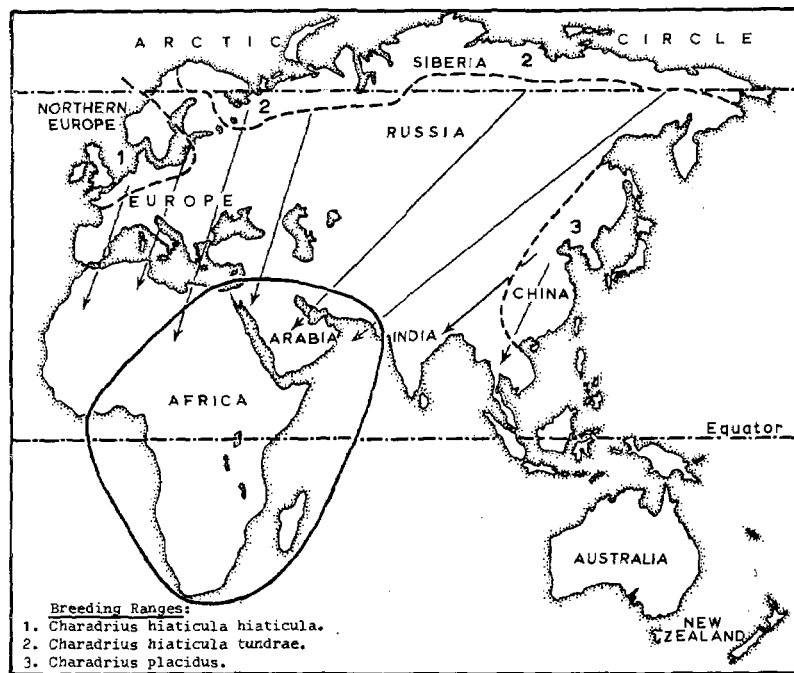 ARCTIC CIRCLE
SIBERIA 2
NORTHERN
EUROPE
2
RUSSIA
1
EUROPE
3
CHINA
ARABIA
INDIA
AFRICA
Equator
AUSTRALIA
NEW
ZEALAND
Breeding Ranges:
1. Charadrius hiaticula hiaticula.
2. Charadrius hiaticula tundrae.
3. Charadrius placidus.